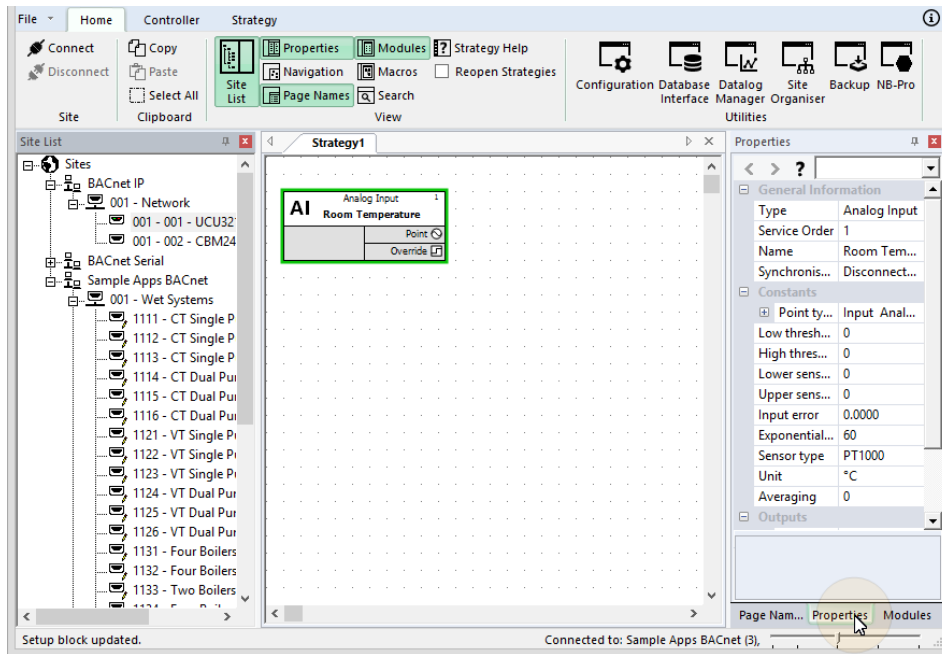 File Home Controller Strategy
Connect Copy Properties Modules Strategy Help
Disconnect Paste Navigation Macros Reopen Strategies
Select All Site List Page Names Search
Configuration Database Interface Datalog Manager Site Organiser Backup NB-Pro
Site Clipboard View Utilities
Site List
Sites
BACnet IP
001 - Network
001 - 001 - UCU32
001 - 002 - CBM24
BACnet Serial
Sample Apps BACnet
001 - Wet Systems
1111 - CT Single P
1112 - CT Single P
1113 - CT Single P
1114 - CT Dual Pu
1115 - CT Dual Pu
1116 - CT Dual Pu
1121 - VT Single P
1122 - VT Single P
1123 - VT Single P
1124 - VT Dual Pur
1125 - VT Dual Pur
1126 - VT Dual Pur
1131 - Four Boilers
1132 - Four Boilers
1133 - Two Boilers
Strategy1
AI Analog Input 1
Room Temperature
Point
Override
Properties
?
General Information
Type Analog Input
Service Order 1
Name Room Tem...
Synchronis... Disconnect...
Constants
Point ty... Input Anal...
Low thresh... 0
High thres... 0
Lower sens... 0
Upper sens... 0
Input error 0.0000
Exponential... 60
Sensor type PT1000
Unit °C
Averaging 0
Outputs
Page Nam... Properties Modules
Setup block updated. Connected to: Sample Apps BACnet (3),